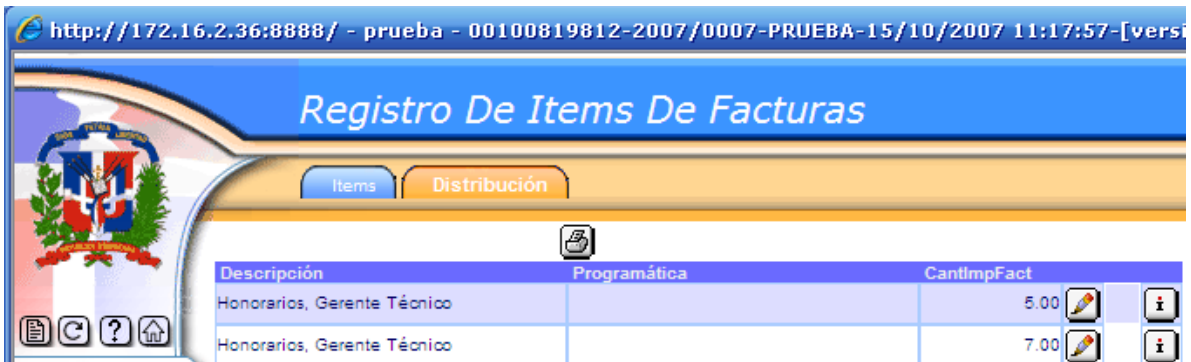 http://172.16.2.36:8888/ - prueba - 00100819812-2007/0007-PRUEBA-15/10/2007 11:17:57-[versi
Registro De Items De Facturas
Items Distribución
Descripción Programática CantImpFact
Honorarios, Gerente Técnico 5.00
Honorarios, Gerente Técnico 7.00